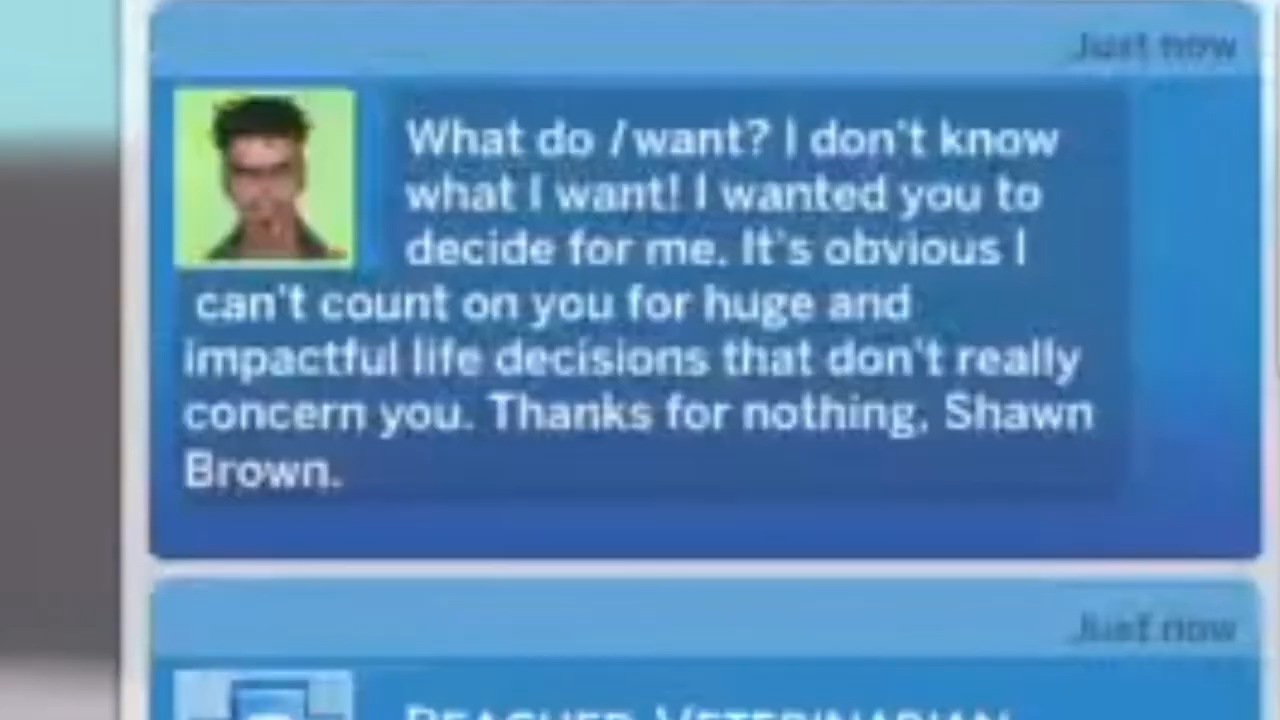 Just now
What do I want? I don't know
what I want! I wanted you to
decide for me. It's obvious I
can't count on you for huge and
impactful life decisions that don't really
concern you. Thanks for nothing, Shawn
Brown.
Just now
REACHED VETERINARIAN